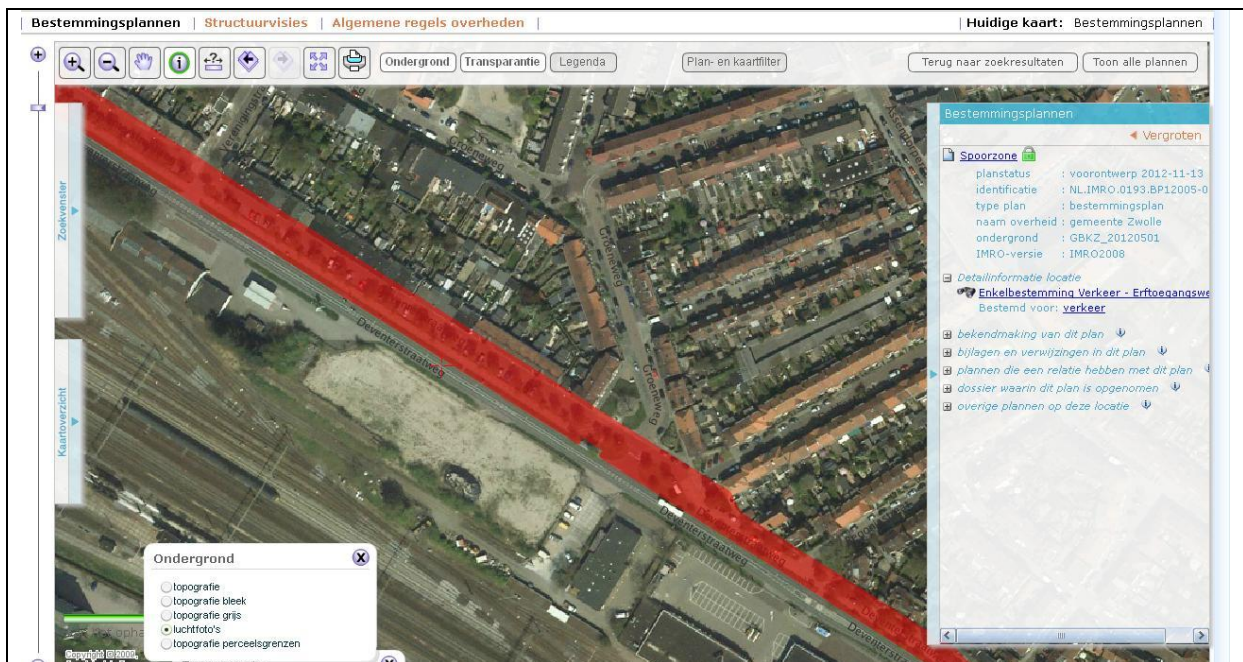 Bestemmingsplannen | Structuurvisies | Algemene regels overheden | | Huidige kaart: Bestemmingsplannen
Ondergrond Transparantie Legenda Plan- en kaartfilter Terug naar zoekresultaten Toon alle plannen
Zoekvenster
Kaartoverzicht
Bestemmingsplannen
Vergroten
Spoorzone
planstatus : voorontwerp 2012-11-13
identificatie : NL.IMRO.0193.BP12005-0
type plan : bestemmingsplan
naam overheid : gemeente Zwolle
ondergrond : GBKZ_20120501
IMRO-versie : IMRO2008
Detailinformatie locatie
Enkelbestemming Verkeer - Erftoegangswe
Bestemd voor: verkeer
bekendmaking van dit plan
bijlagen en verwijzingen in dit plan
plannen die een relatie hebben met dit plan
dossier waarin dit plan is opgenomen
overige plannen op deze locatie
Groeneweg
Groeneweg
Deventerstraatweg
Deventerstraatweg
Ondergrond
topografie
topografie bleek
topografie grijs
luchtfoto's
topografie perceelsgrenzen